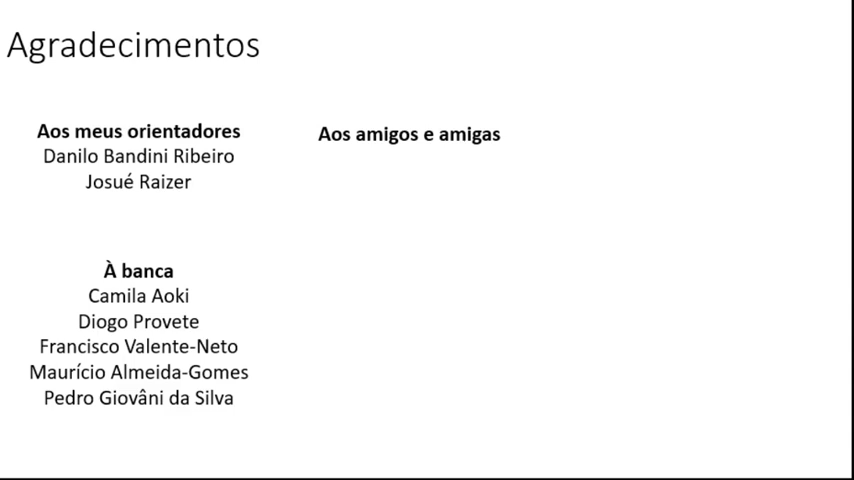 Agradecimentos
Aos meus orientadores
Danilo Bandini Ribeiro
Josué Raizer
À banca
Camila Aoki
Diogo Provete
Francisco Valente-Neto
Maurício Almeida-Gomes
Pedro Giovâni da Silva
Aos amigos e amigas